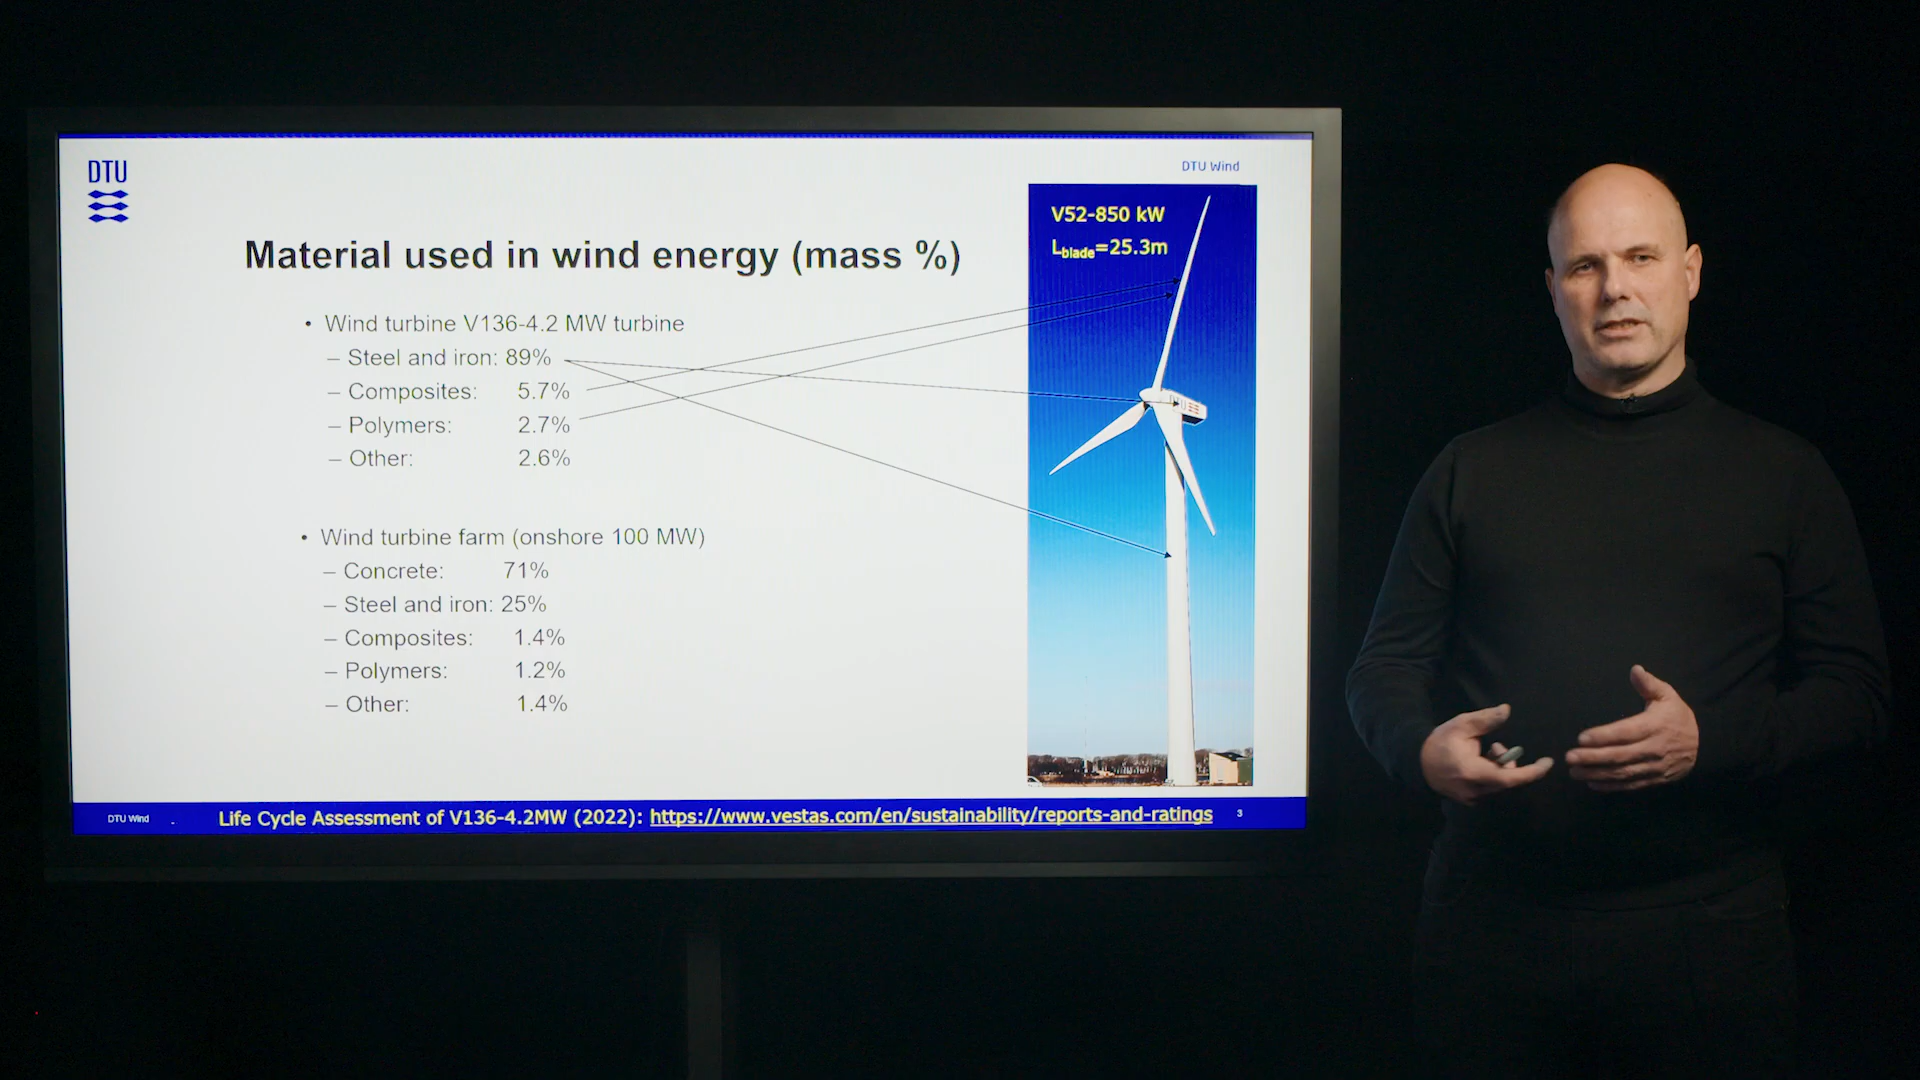 DTU
DTU Wind
Material used in wind energy (mass %)
• Wind turbine V136-4.2 MW turbine
– Steel and iron: 89%
– Composites: 5.7%
– Polymers: 2.7%
– Other: 2.6%
• Wind turbine farm (onshore 100 MW)
– Concrete: 71%
– Steel and iron: 25%
– Composites: 1.4%
– Polymers: 1.2%
– Other: 1.4%
V52-850 kW
Lblade=25.3m
DTU
DTU Wind
Life Cycle Assessment of V136-4.2MW (2022): https://www.vestas.com/en/sustainability/reports-and-ratings
3